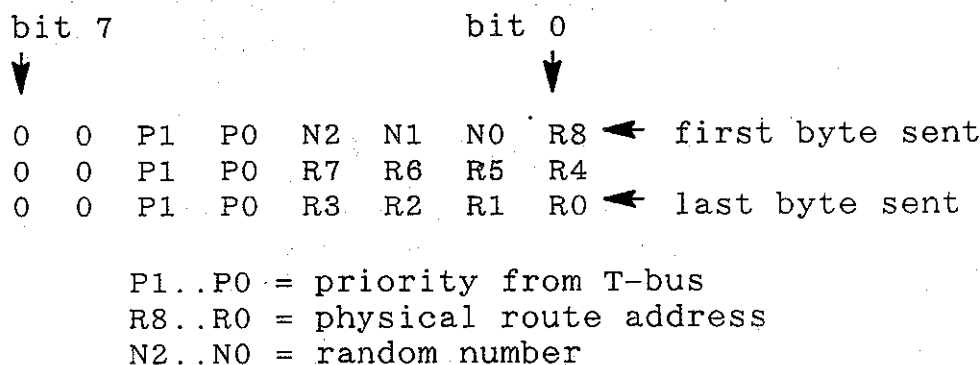 bit 7 bit 0
0 0 P1 P0 N2 N1 N0 R8 first byte sent
0 0 P1 P0 R7 R6 R5 R4
0 0 P1 P0 R3 R2 R1 R0 last byte sent
P1..P0 = priority from T-bus
R8..R0 = physical route address
N2..N0 = random number